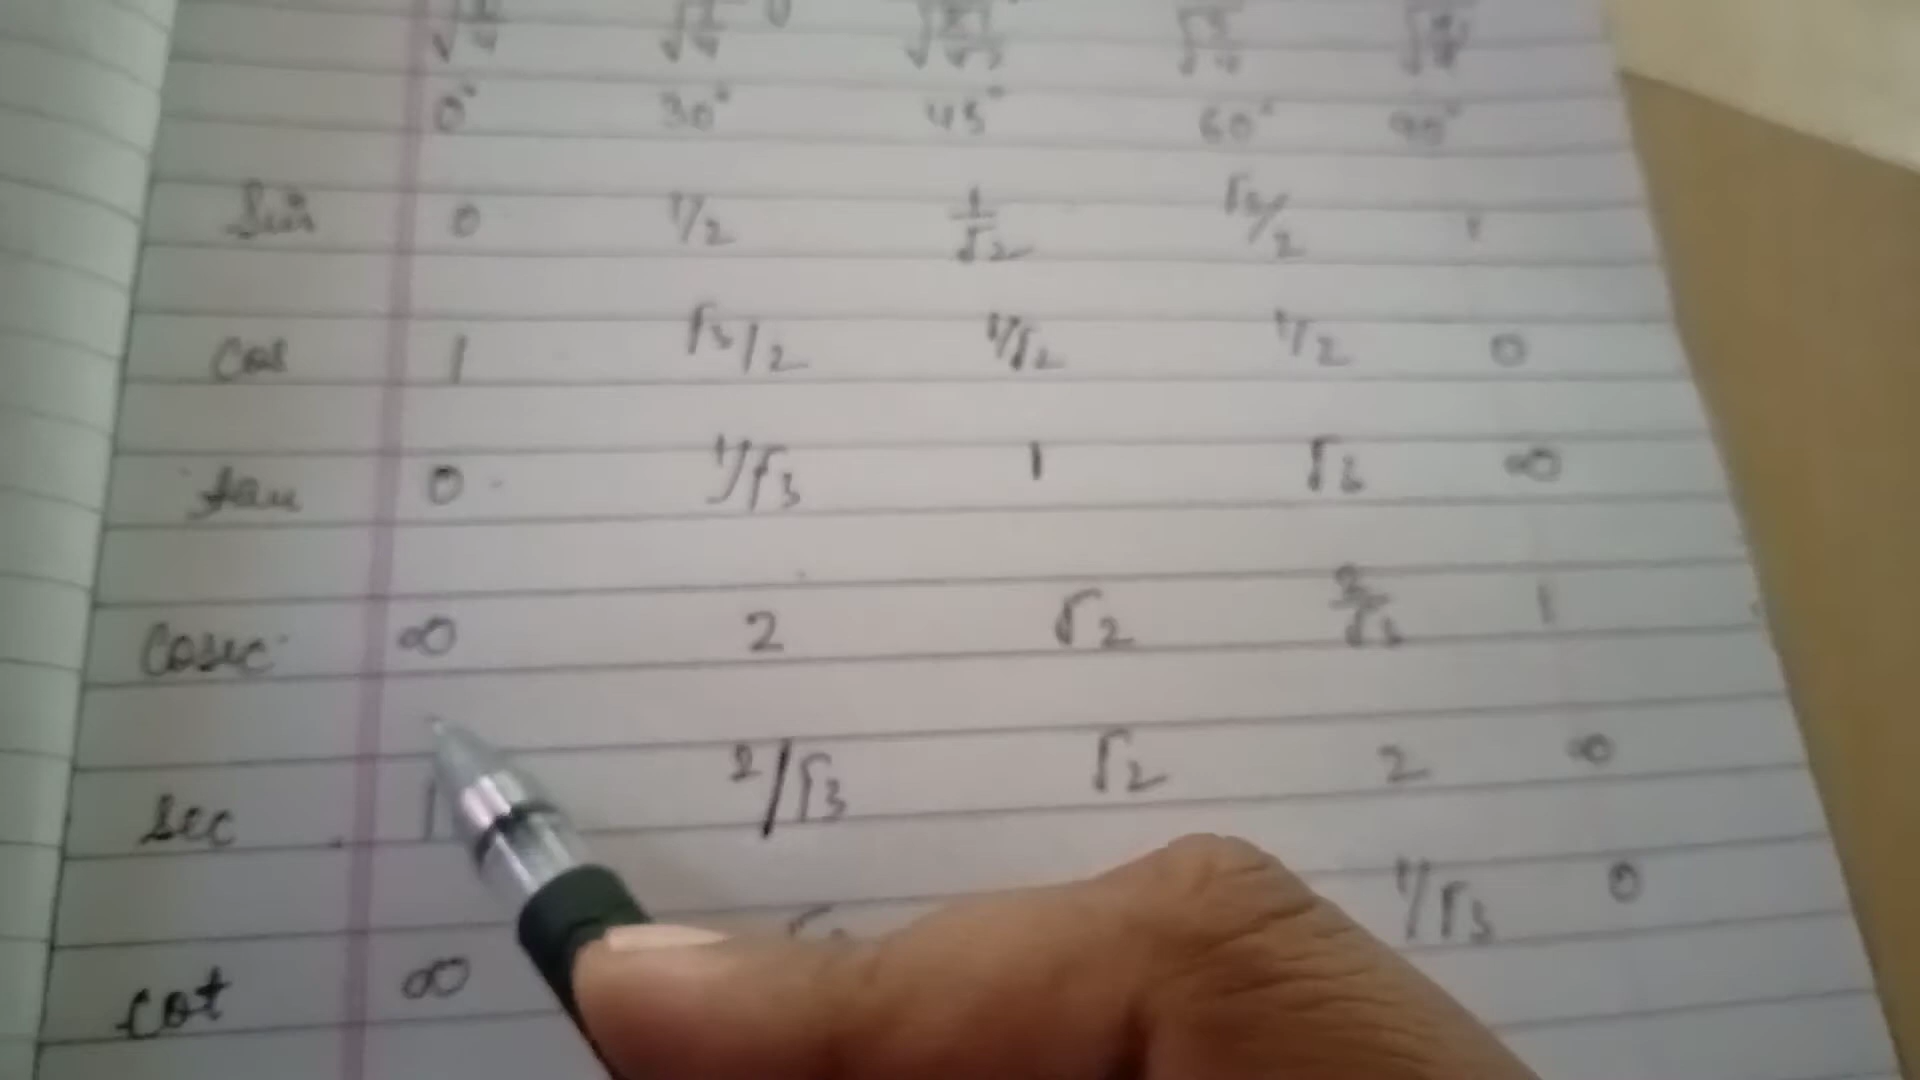 0° 30° 45° 60° 90°
Sin 0 1/2 1/√2 √3/2 1
Cos 1 √3/2 1/√2 1/2 0
tan 0 1/√3 1 √3 ∞
Cosec ∞ 2 √2 2/√3 1
sec 1 2/√3 √2 2 ∞
cot ∞ 1/√3 0